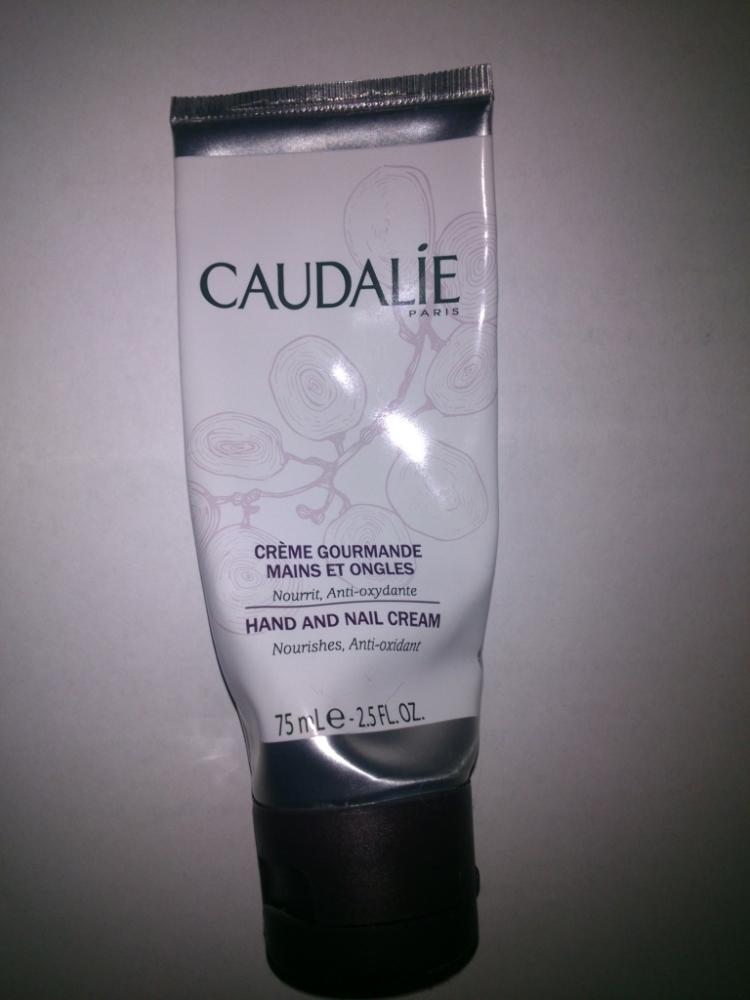 CAUDALÍE
PARIS
CRÈME GOURMANDE
MAINS ET ONGLES
Nourrit, Anti-oxydante
HAND AND NAIL CREAM
Nourishes, Anti-oxidant
75 mL e - 2.5 FL. OZ.